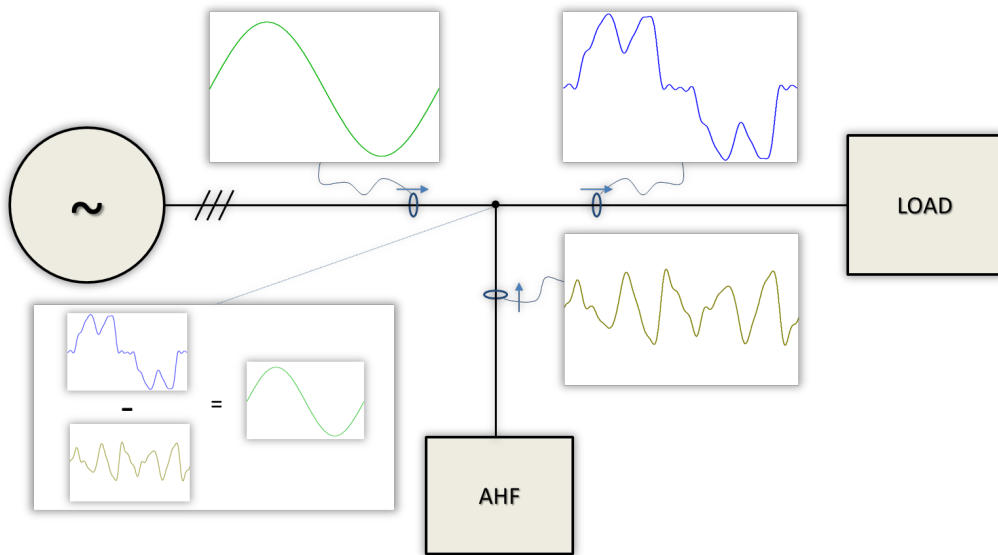 ~
LOAD
- =
AHF